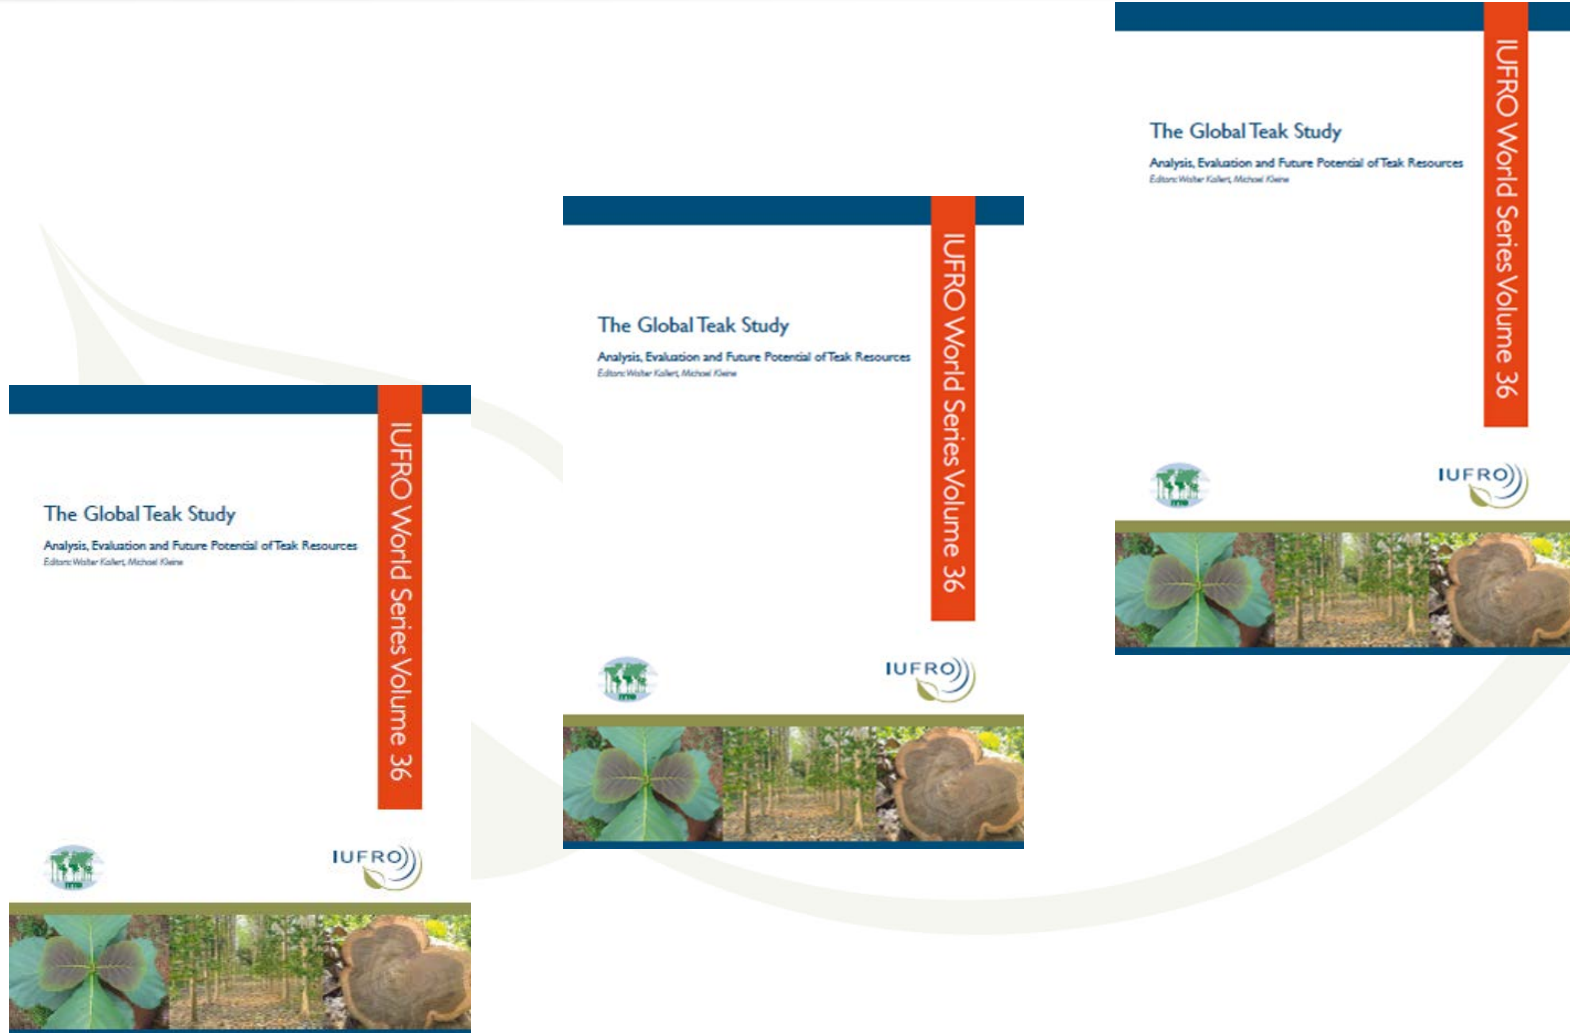 The Global Teak Study
Analysis, Evaluation and Future Potential of Teak Resources
Editors: Walter Kollert, Michael Kleine
IUFRO World Series Volume 36
ITTO
IUFRO
The Global Teak Study
Analysis, Evaluation and Future Potential of Teak Resources
Editors: Walter Kollert, Michael Kleine
IUFRO World Series Volume 36
ITTO
IUFRO
The Global Teak Study
Analysis, Evaluation and Future Potential of Teak Resources
Editors: Walter Kollert, Michael Kleine
IUFRO World Series Volume 36
ITTO
IUFRO